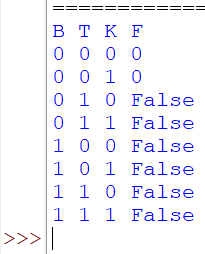 ============
B T K F
0 0 0 0
0 0 1 0
0 1 0 False
0 1 1 False
1 0 0 False
1 0 1 False
1 1 0 False
1 1 1 False
>>>